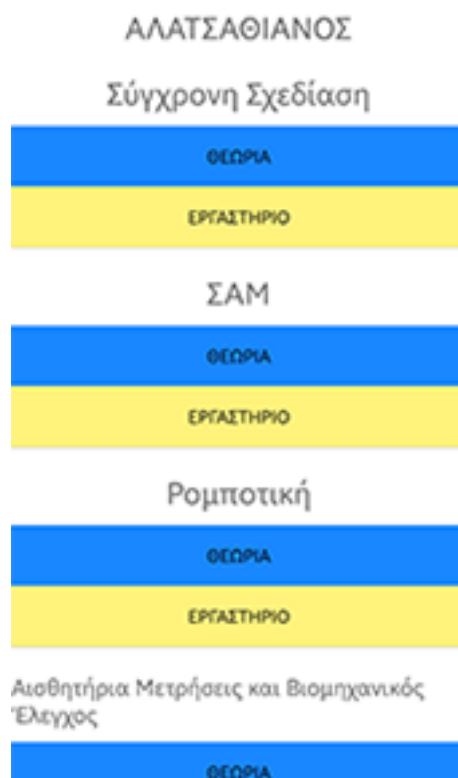 ΑΛΑΤΣΑΘΙΑΝΟΣ
Σύγχρονη Σχεδίαση
ΘΕΩΡΙΑ
ΕΡΓΑΣΤΗΡΙΟ
ΣΑΜ
ΘΕΩΡΙΑ
ΕΡΓΑΣΤΗΡΙΟ
Ρομποτική
ΘΕΩΡΙΑ
ΕΡΓΑΣΤΗΡΙΟ
Αισθητήρια Μετρήσεις και Βιομηχανικός
Έλεγχος
ΘΕΩΡΙΑ